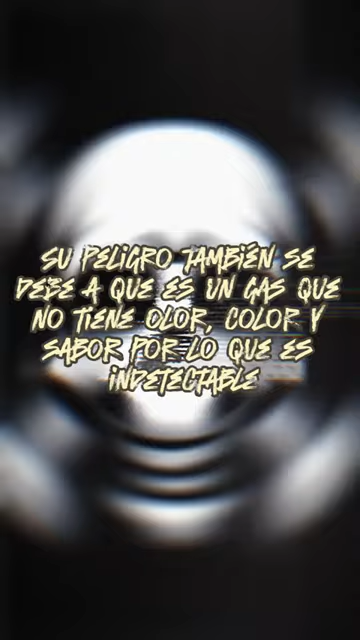 SU PELIGRO TAMBIÉN SE
DEBE A QUE ES UN GAS QUE
NO TIENE OLOR, COLOR Y
SABOR POR LO QUE ES
INDETECTABLE